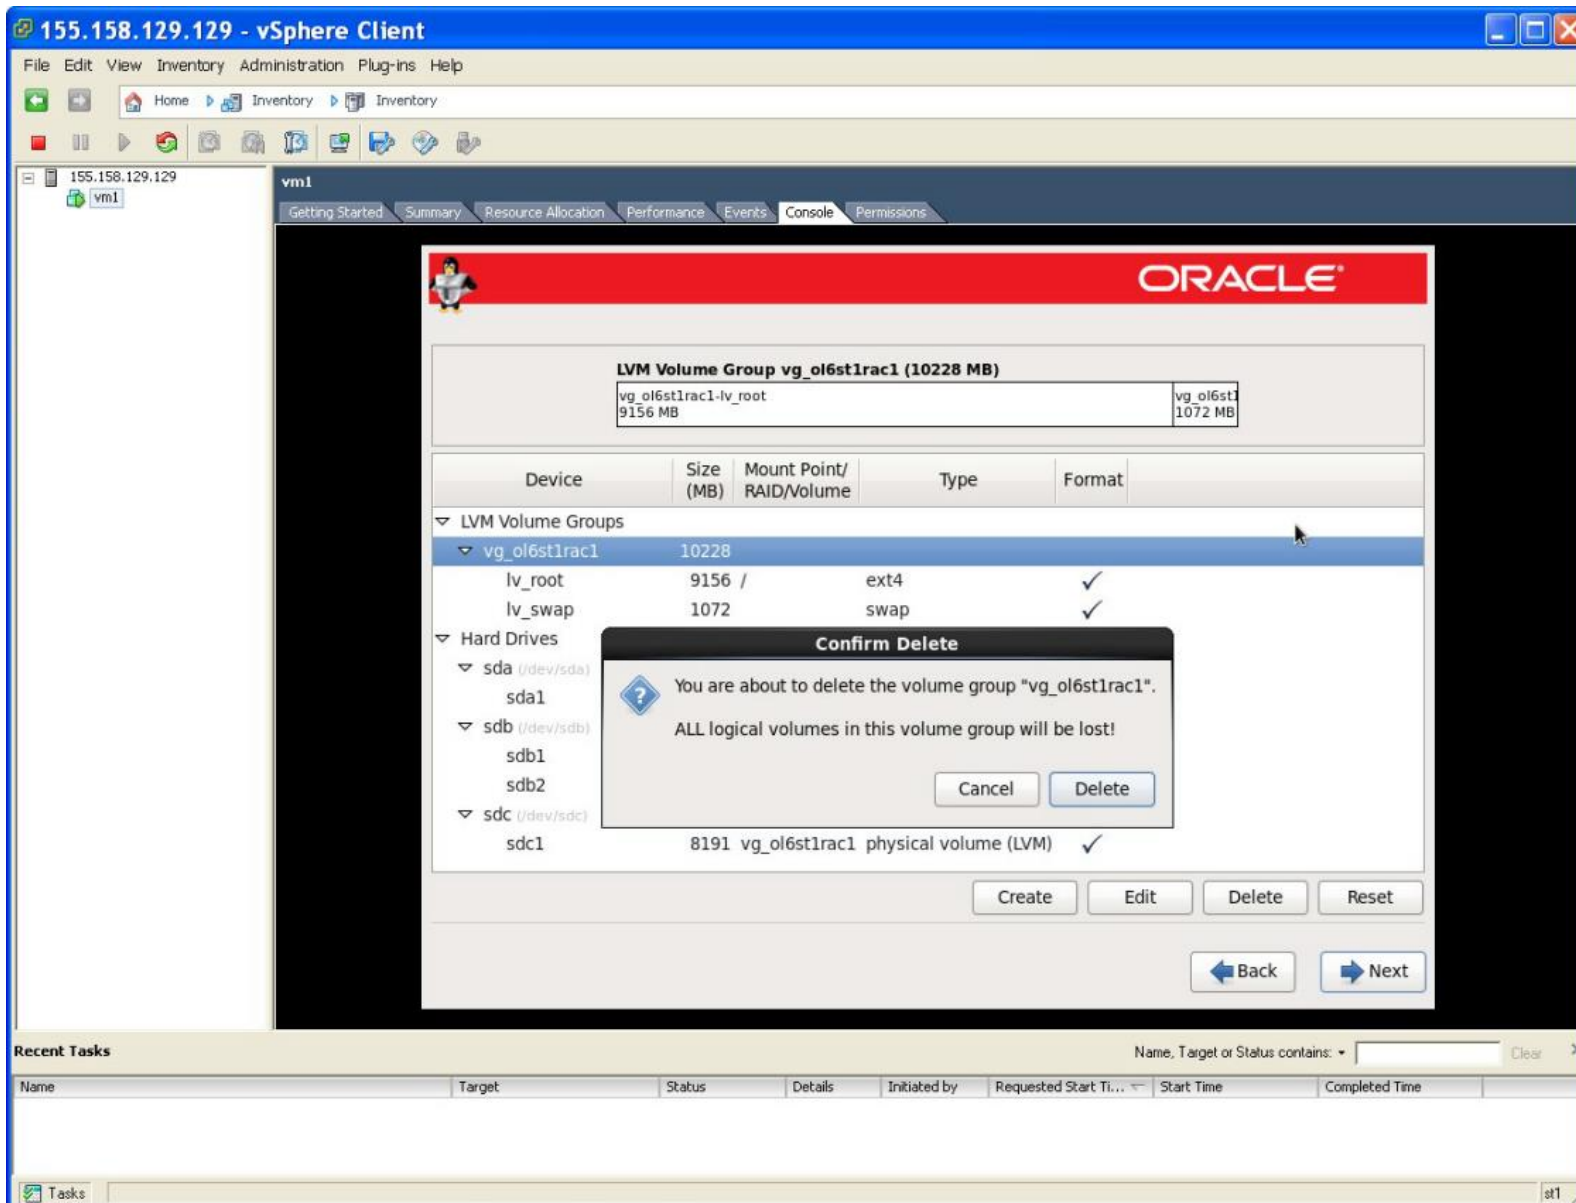 155.158.129.129 - vSphere Client
File Edit View Inventory Administration Plug-ins Help
Home Inventory Inventory
155.158.129.129
vm1
vm1
Getting Started Summary Resource Allocation Performance Events Console Permissions
ORACLE
LVM Volume Group vg_ol6st1rac1 (10228 MB)
vg_ol6st1rac1-lv_root vg_ol6st1
9156 MB 1072 MB
Device Size (MB) Mount Point/ RAID/Volume Type Format
LVM Volume Groups
vg_ol6st1rac1 10228
lv_root 9156 / ext4
lv_swap 1072 swap
Hard Drives
sda (/dev/sda)
sda1
sdb (/dev/sdb)
sdb1
sdb2
sdc (/dev/sdc)
sdc1 8191 vg_ol6st1rac1 physical volume (LVM)
Confirm Delete
You are about to delete the volume group "vg_ol6st1rac1".
ALL logical volumes in this volume group will be lost!
Cancel Delete
Create Edit Delete Reset
Back Next
Recent Tasks Name, Target or Status contains: Clear
Name Target Status Details Initiated by Requested Start Ti... Start Time Completed Time
Tasks st1